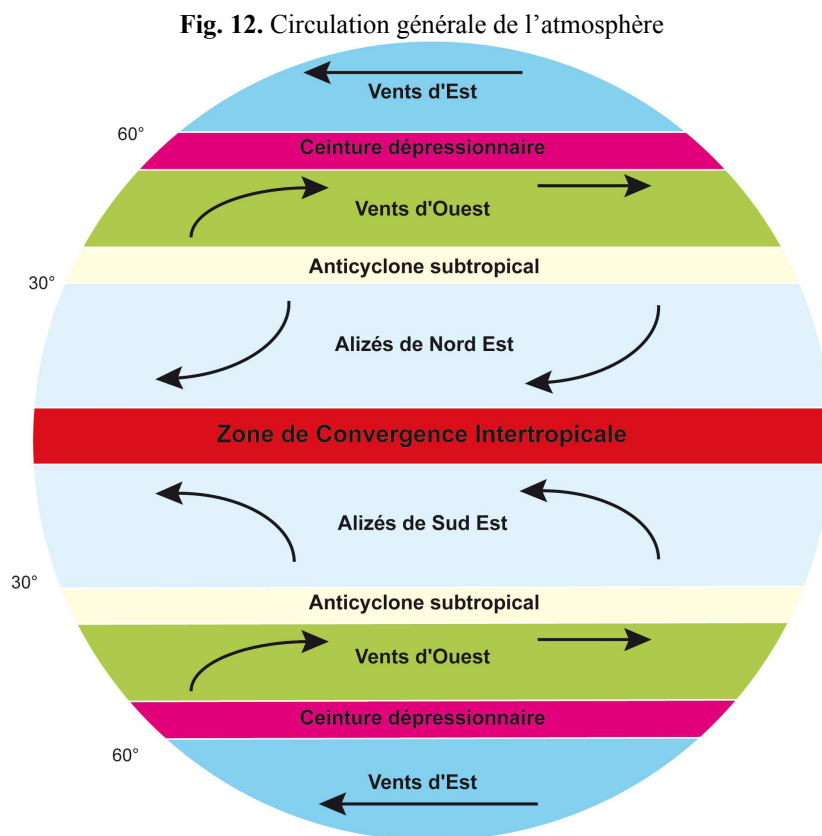 Fig. 12. Circulation générale de l’atmosphère
Vents d'Est
60°
Ceinture dépressionnaire
Vents d'Ouest
Anticyclone subtropical
30°
Alizés de Nord Est
Zone de Convergence Intertropicale
Alizés de Sud Est
30°
Anticyclone subtropical
Vents d'Ouest
Ceinture dépressionnaire
60°
Vents d'Est